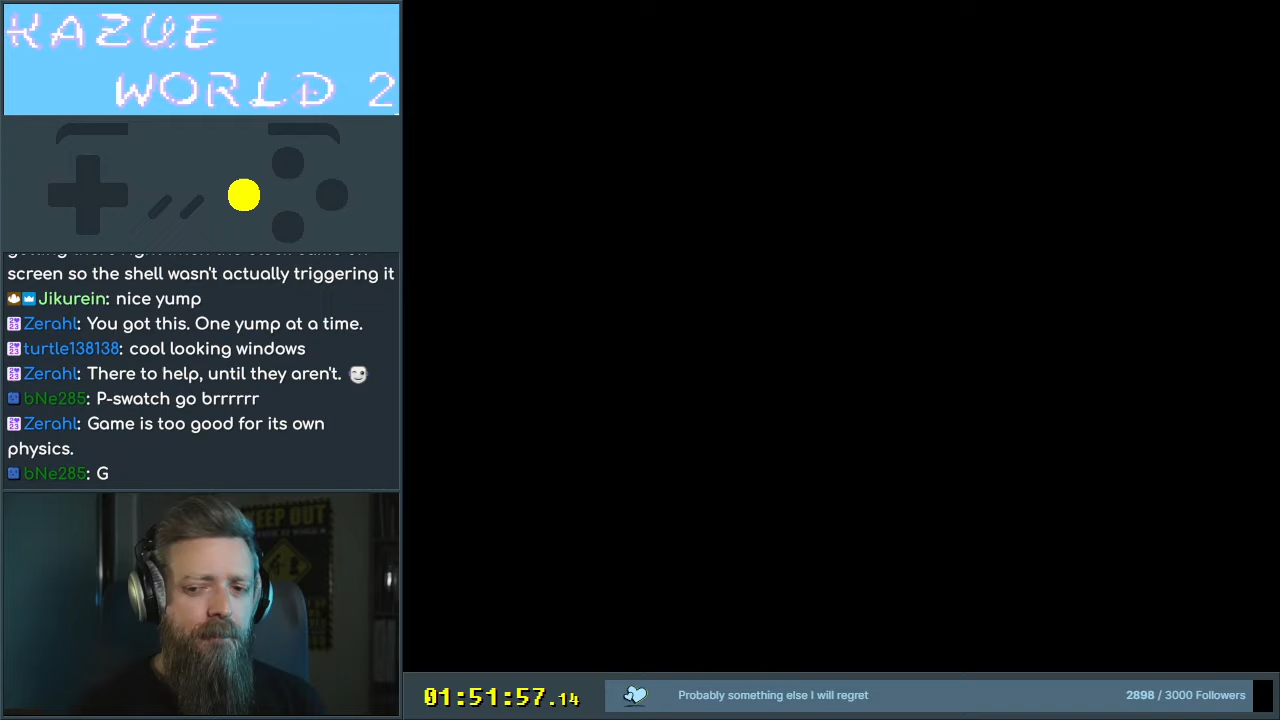 KAZUE
WORLD 2
screen so the shell wasn't actually triggering it
Jikurein: nice yump
Zerahl: You got this. One yump at a time.
turtle138138: cool looking windows
Zerahl: There to help, until they aren't.
bNe285: P-swatch go brrrrrr
Zerahl: Game is too good for its own
physics.
bNe285: G
KEEP OUT
01:51:57.14
Probably something else I will regret
2898 / 3000 Followers